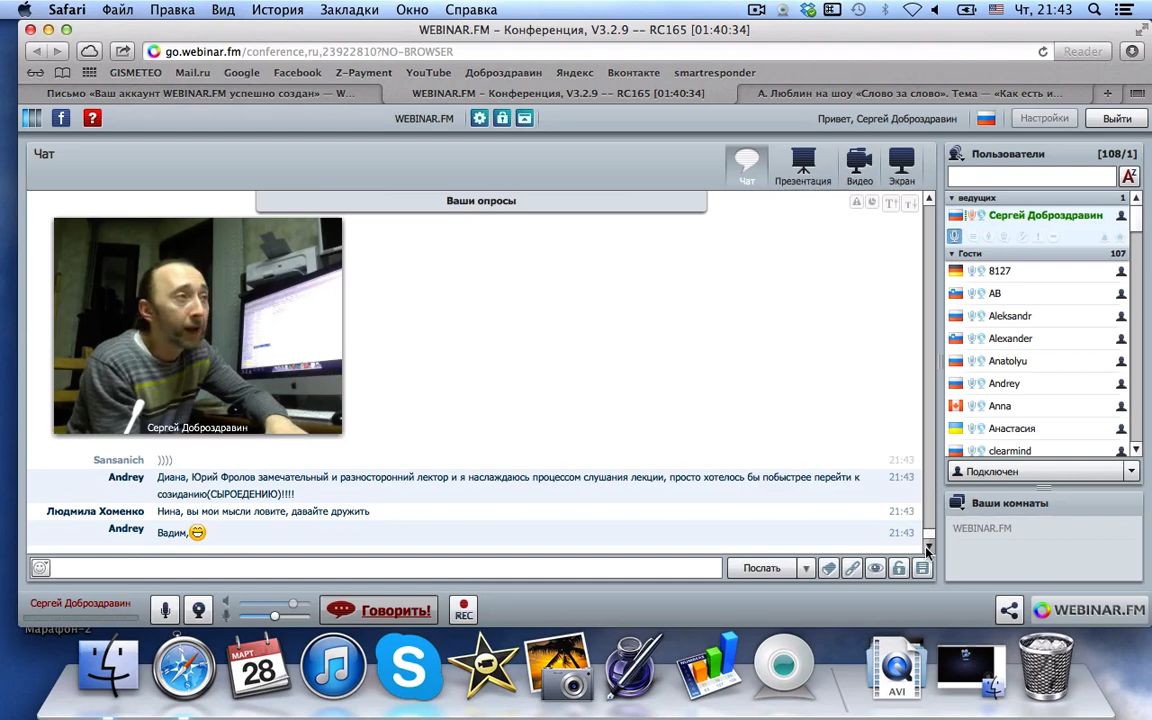 Safari Файл Правка Вид История Закладки Окно Справка Чт, 21:43
WEBINAR.FM – Конференция, V3.2.9 – RC165 [01:40:34]
go.webinar.fm/conference,ru,23922810?NO-BROWSER Reader
GISMETEO Mail.ru Google Facebook Z-Payment YouTube Доброздравин Яндекс Вконтакте smartresponder
Письмо «Ваш аккаунт WEBINAR.FM успешно создан» — W... WEBINAR.FM – Конференция, V3.2.9 – RC165 [01:40:34] А. Люблин на шоу «Слово за слово». Тема — «Как есть и...
WEBINAR.FM Привет, Сергей Доброздравин Настройки Выйти
Чат
Чат Презентация Видео Экран
Ваши опросы
Сергей Доброздравин
Sansanich )))) 21:43
Andrey Диана, Юрий Фролов замечательный и разносторонний лектор и я наслаждаюсь процессом слушания лекции, просто хотелось бы побыстрее перейти к 21:43
созиданию(СЫРОЕДЕНИЮ)!!!!
Людмила Хоменко Нина, вы мои мысли ловите, давайте дружить 21:43
Andrey Вадим, 21:43
Послать
Пользователи [108/1]
ведущих 1
Сергей Доброздравин
Гости 107
8127
AB
Aleksandr
Alexander
Anatolyu
Andrey
Anna
Анастасия
clearmind
Подключен
Ваши комнаты
WEBINAR.FM
Сергей Доброздравин Говорить! REC WEBINAR.FM
Марафон-2
МАРТ
28
NUMBERS
AVI